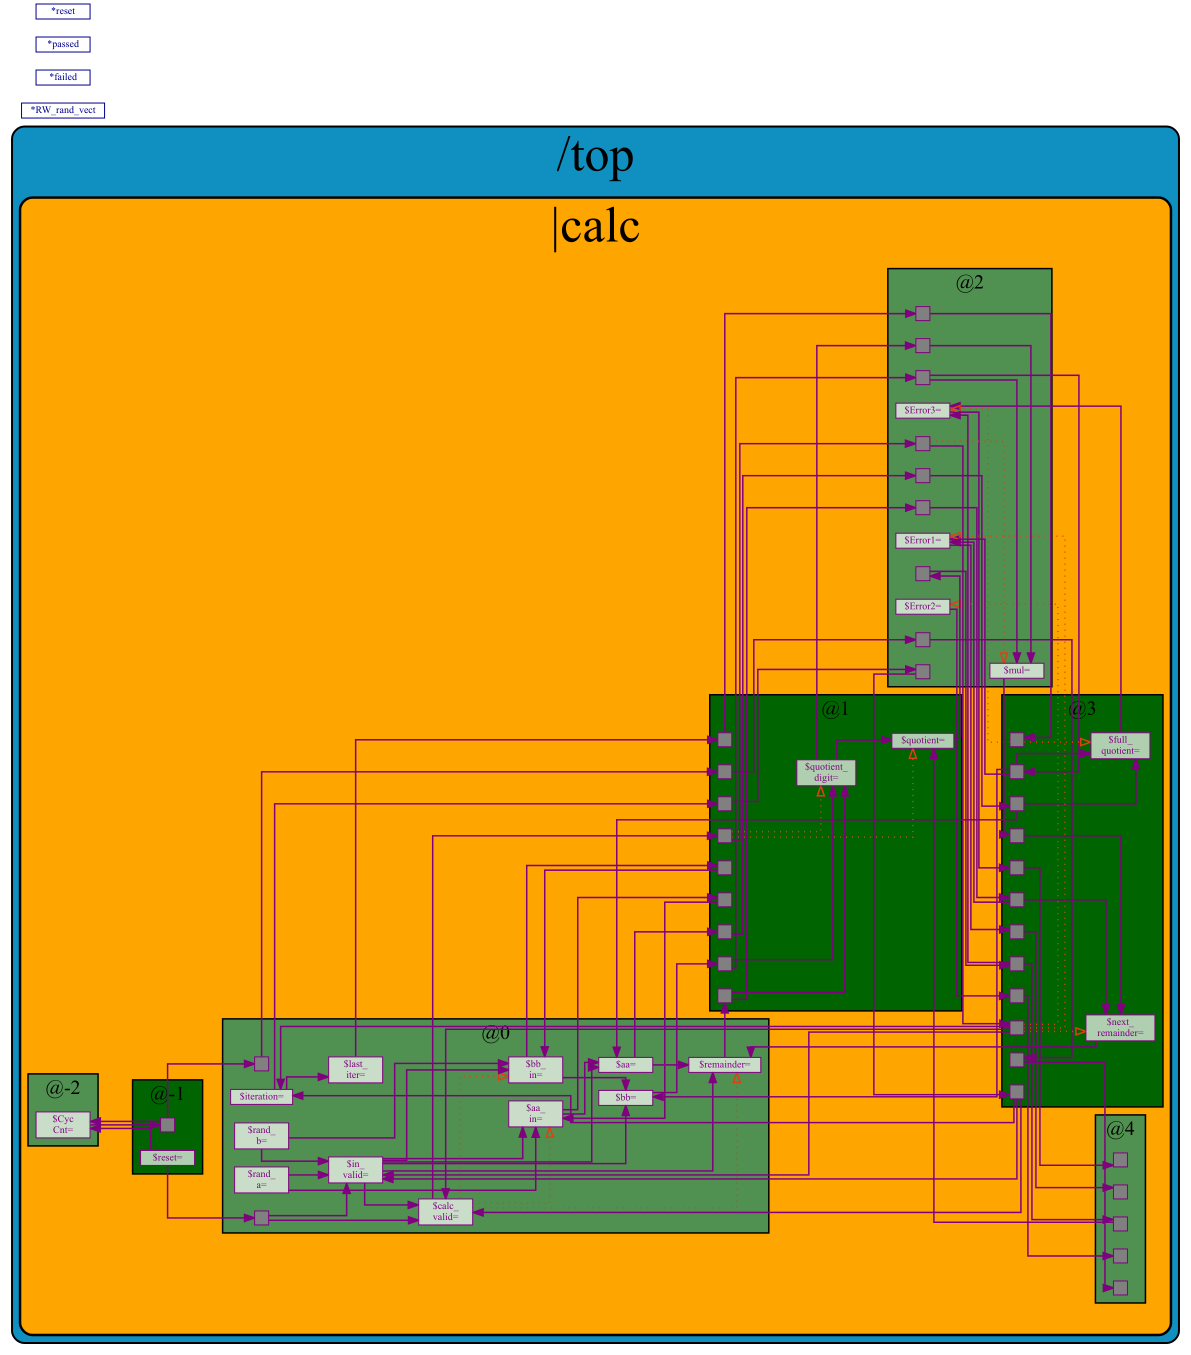 *reset
*passed
*failed
*RW_rand_vect
/top
|calc
@2
$Error3=
$Error1=
$Error2=
$mul=
@1
$quotient=
$quotient_
digit=
@3
$full_
quotient=
$next_
remainder=
@0
$last_
iter=
$iteration=
$bb_
in=
$aa=
$remainder=
$bb=
$aa_
in=
$rand_
b=
$in_
valid=
$rand_
a=
$calc_
valid=
@-2
$Cyc
Cnt=
@-1
$reset=
@4